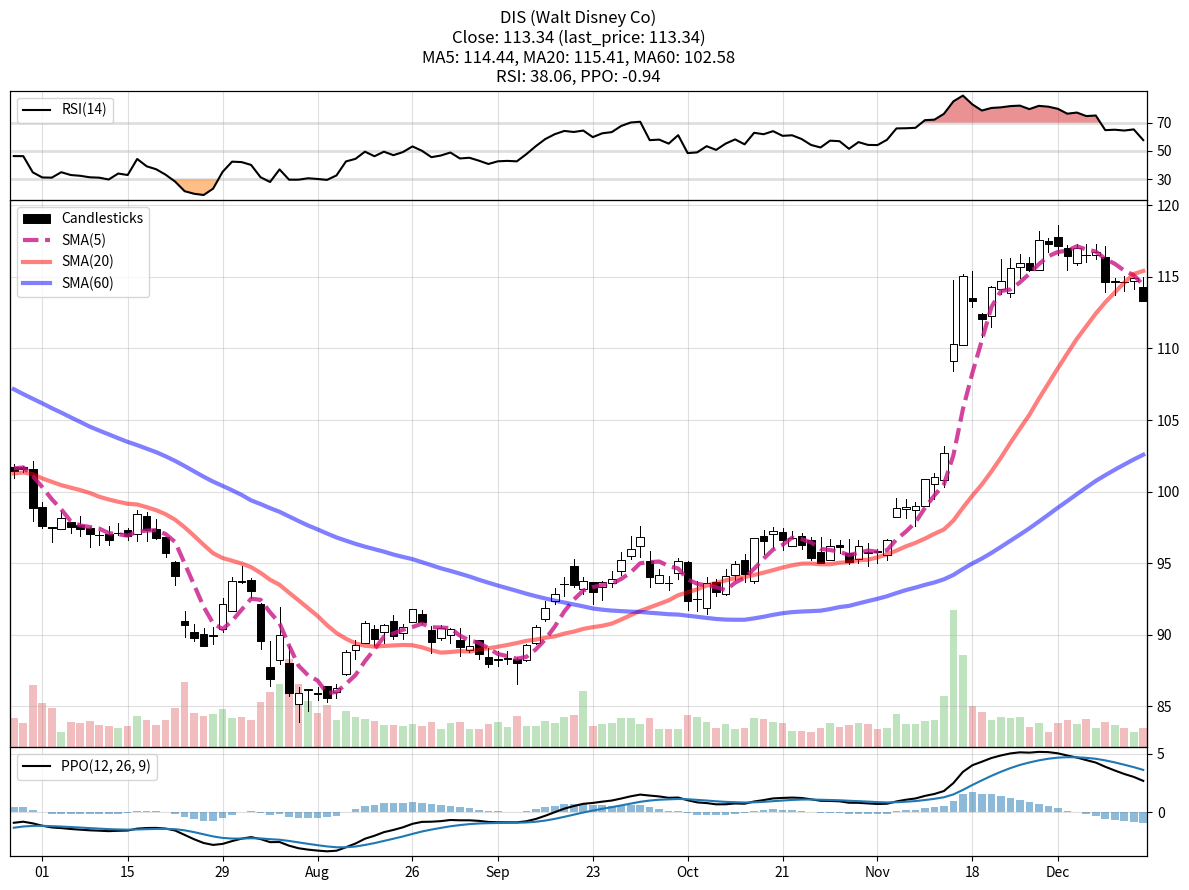 DIS (Walt Disney Co)
Close: 113.34 (last_price: 113.34)
MA5: 114.44, MA20: 115.41, MA60: 102.58
RSI: 38.06, PPO: -0.94
RSI(14)
70
50
30
Candlesticks
SMA(5)
SMA(20)
SMA(60)
120
115
110
105
100
95
90
85
PPO(12, 26, 9)
5
0
01 15 29 Aug 26 Sep 23 Oct 21 Nov 18 Dec